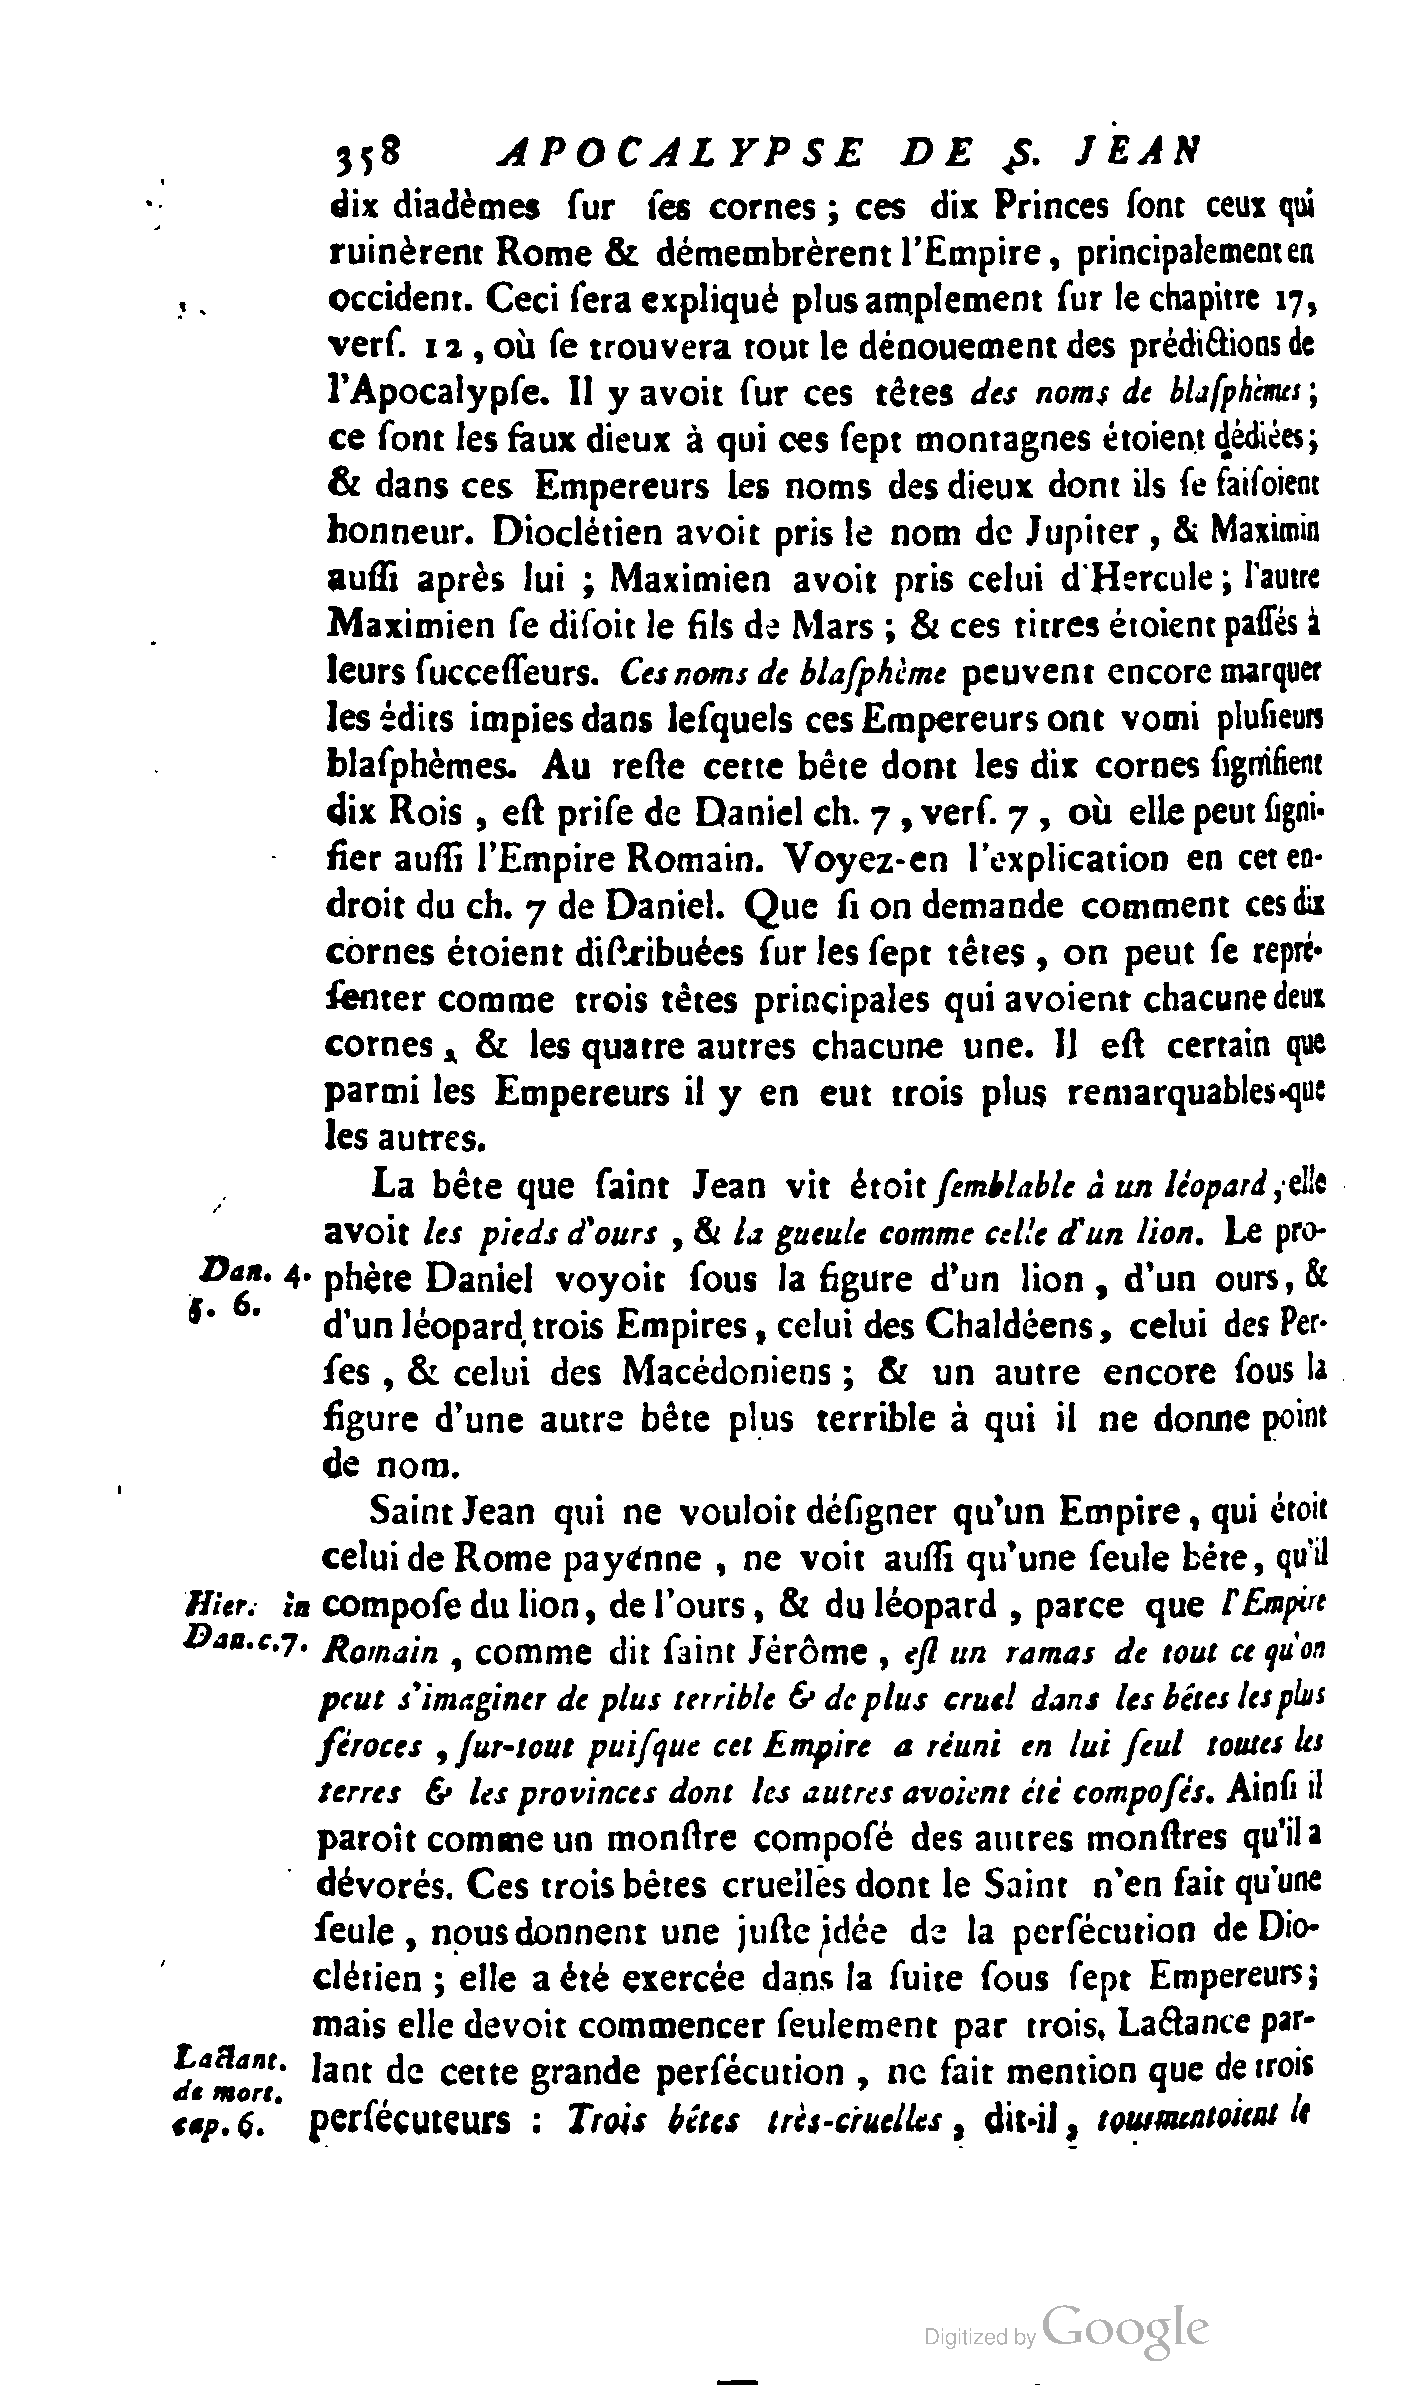 358 APOCALYPSE DE S. JEAN
dix diadèmes ſur ſes cornes ; ces dix Princes ſont ceux qui
ruinèrent Rome & démembrèrent l'Empire , principalement en
occident. Ceci ſera expliqué plus amplement ſur le chapitre 17,
verſ. 12 , où ſe trouvera tout le dénouement des prédictions de
l'Apocalypſe. Il y avoit ſur ces têtes des noms de blaſphèmes ;
ce ſont les faux dieux à qui ces ſept montagnes étoient dédiées ;
& dans ces Empereurs les noms des dieux dont ils ſe faiſoient
honneur. Dioclétien avoit pris le nom de Jupiter , & Maximin
auſſi après lui ; Maximien avoit pris celui d'Hercule ; l'autre
Maximien ſe diſoit le fils de Mars ; & ces titres étoient paſſés à
leurs ſucceſſeurs. Ces noms de blaſphème peuvent encore marquer
les édits impies dans leſquels ces Empereurs ont vomi pluſieurs
blaſphèmes. Au reſte cette bête dont les dix cornes ſignifient
dix Rois , eſt priſe de Daniel ch. 7 , verſ. 7 , où elle peut ſigni-
fier auſſi l'Empire Romain. Voyez-en l'explication en cet en-
droit du ch. 7 de Daniel. Que ſi on demande comment ces dix
cornes étoient diſtribuées ſur les ſept têtes , on peut ſe repré-
ſenter comme trois têtes principales qui avoient chacune deux
cornes , & les quatre autres chacune une. Il eſt certain que
parmi les Empereurs il y en eut trois plus remarquables que
les autres.
La bête que ſaint Jean vit étoit ſemblable à un léopard ; elle
avoit les pieds d'ours , & la gueule comme celle d'un lion. Le pro-
Dan. 4. phète Daniel voyoit ſous la figure d'un lion , d'un ours, &
5. 6. d'un léopard trois Empires , celui des Chaldéens, celui des Per-
ſes , & celui des Macédoniens ; & un autre encore ſous la
figure d'une autre bête plus terrible à qui il ne donne point
de nom.
Saint Jean qui ne vouloit déſigner qu'un Empire , qui étoit
celui de Rome payenne , ne voit auſſi qu'une ſeule bête, qu'il
Hier. in compoſe du lion, de l'ours , & du léopard , parce que l'Empire
Dan.c.7. Romain , comme dit ſaint Jérôme , eſt un ramas de tout ce qu'on
peut s'imaginer de plus terrible & de plus cruel dans les bêtes les plus
féroces , ſur-tout puiſque cet Empire a réuni en lui ſeul toutes les
terres & les provinces dont les autres avoient été compoſés. Ainſi il
paroît comme un monſtre compoſé des autres monſtres qu'il a
dévorés. Ces trois bêtes cruelles dont le Saint n'en fait qu'une
ſeule , nous donnent une juſte idée de la perſécution de Dio-
clétien ; elle a été exercée dans la ſuite ſous ſept Empereurs ;
mais elle devoit commencer ſeulement par trois. Lactance par-
Lactant. lant de cette grande perſécution , ne fait mention que de trois
de mort.
cap. 6. perſécuteurs : Trois bêtes très-cruelles , dit-il , tourmentoient le
Digitized by Google